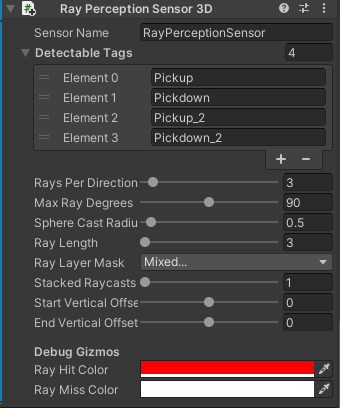 Ray Perception Sensor 3D
Sensor Name RayPerceptionSensor
Detectable Tags 4
Element 0 Pickup
Element 1 Pickdown
Element 2 Pickup_2
Element 3 Pickdown_2
+ −
Rays Per Direction 3
Max Ray Degrees 90
Sphere Cast Radiu 0.5
Ray Length 3
Ray Layer Mask Mixed...
Stacked Raycasts 1
Start Vertical Offse 0
End Vertical Offset 0
Debug Gizmos
Ray Hit Color
Ray Miss Color